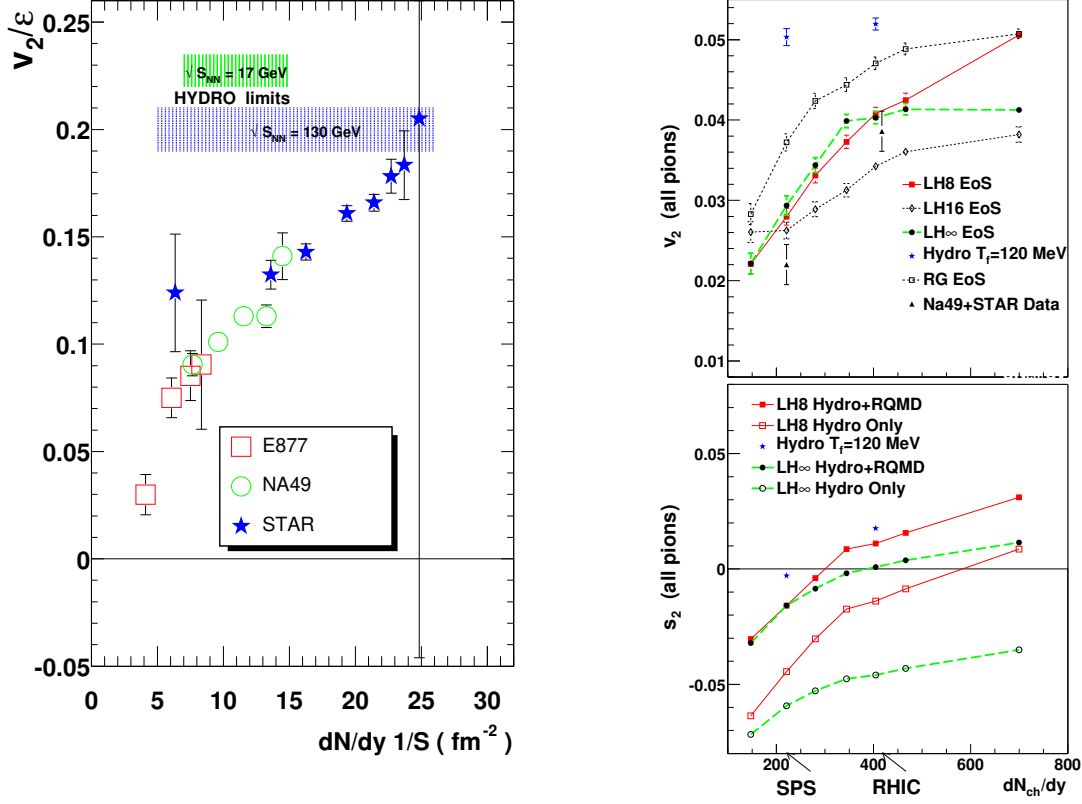 v2/ε
0.25
0.2
0.15
0.1
0.05
0
-0.05
√ SNN = 17 GeV
HYDRO limits
√ SNN = 130 GeV
E877
NA49
STAR
0 5 10 15 20 25 30
dN/dy 1/S ( fm-2)
v2 (all pions)
0.05
0.04
0.03
0.02
0.01
LH8 EoS
LH16 EoS
LH∞ EoS
Hydro Tf=120 MeV
RG EoS
Na49+STAR Data
s2 (all pions)
0.05
0
-0.05
LH8 Hydro+RQMD
LH8 Hydro Only
Hydro Tf=120 MeV
LH∞ Hydro+RQMD
LH∞ Hydro Only
200 400 600 800
SPS RHIC dNch/dy